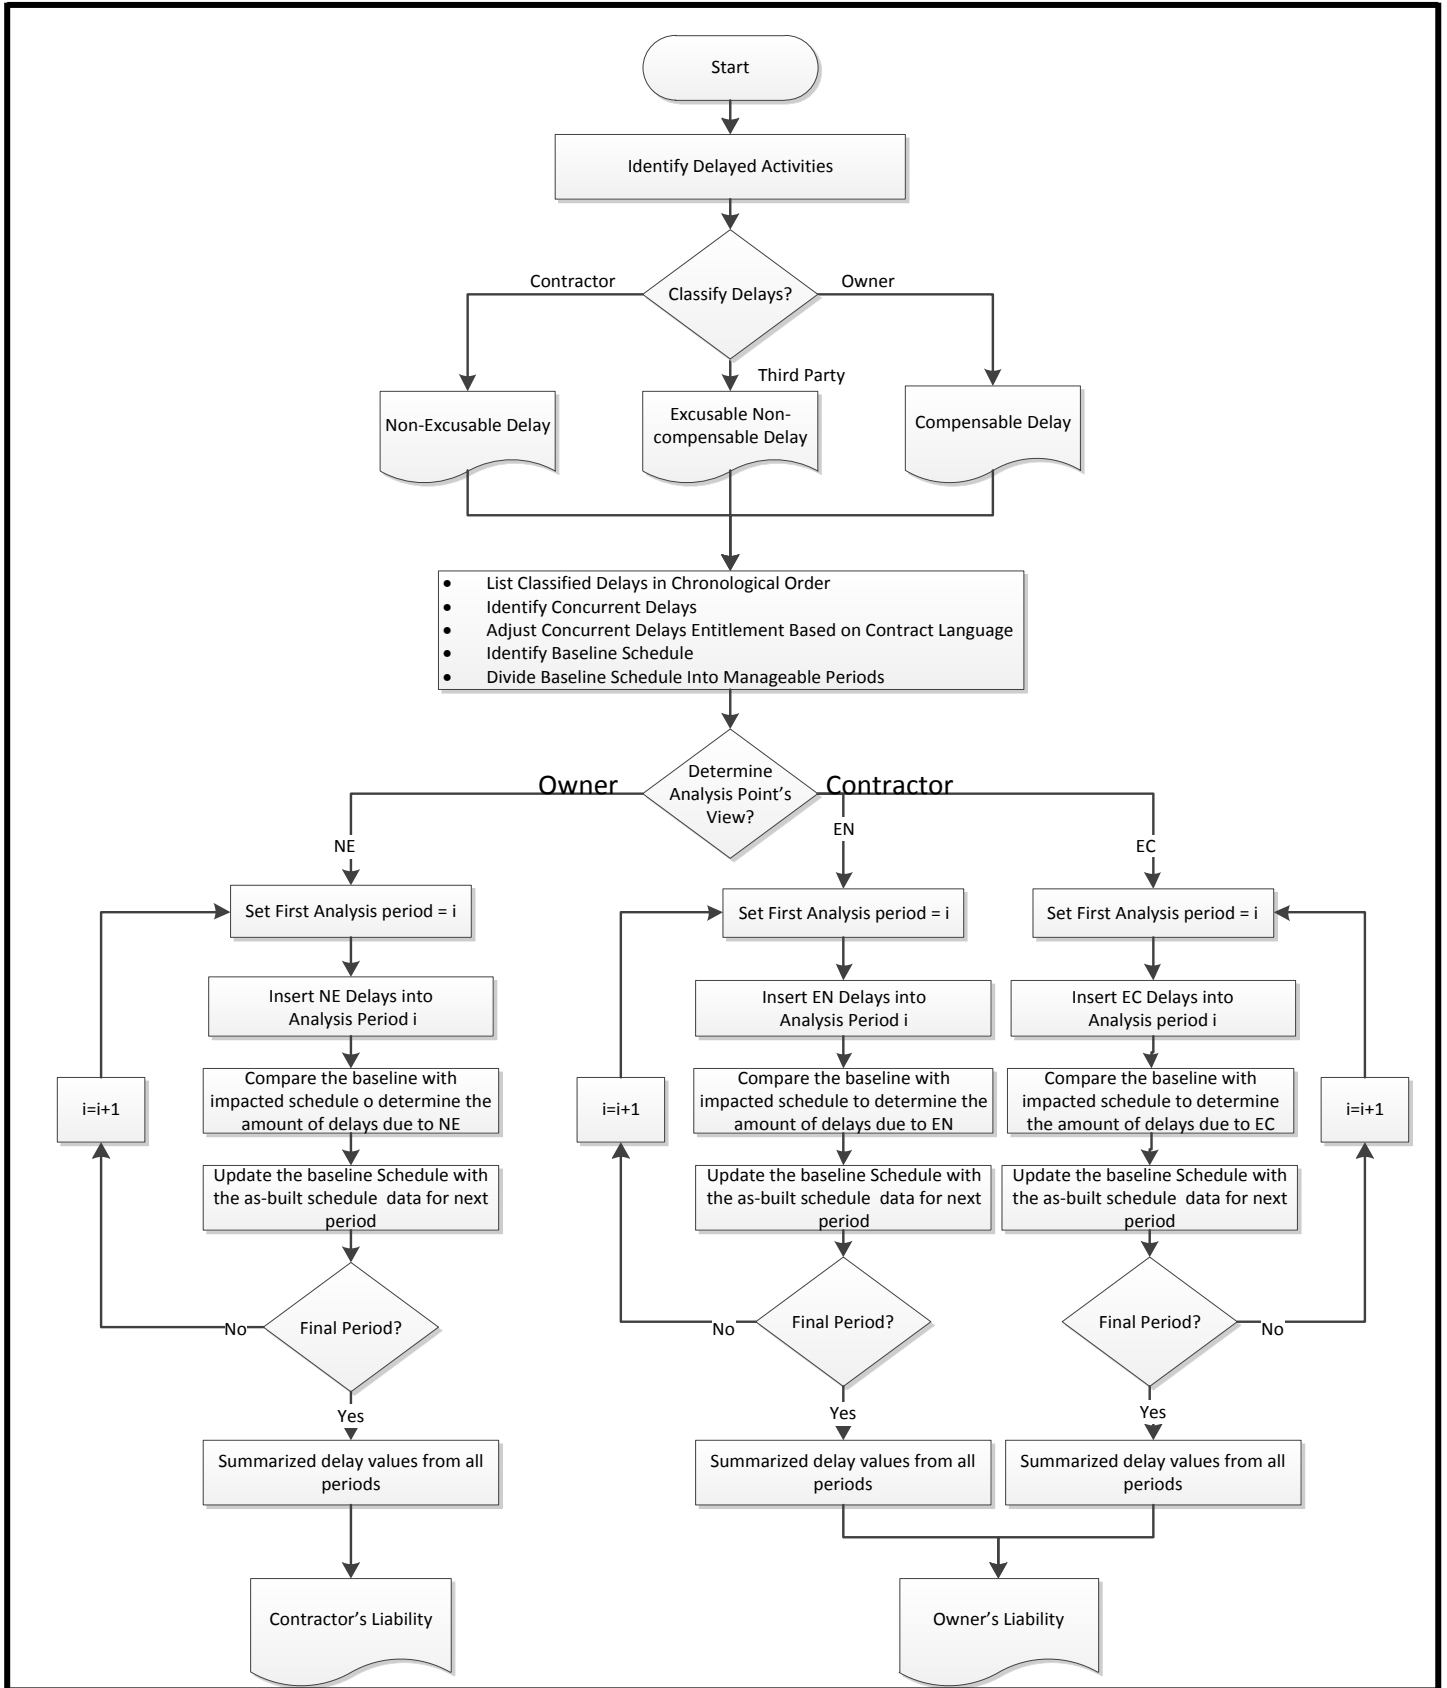 Start
Identify Delayed Activities
Contractor
Classify Delays?
Owner
Third Party
Non-Excusable Delay
Excusable Non-
compensable Delay
Compensable Delay
• List Classified Delays in Chronological Order
• Identify Concurrent Delays
• Adjust Concurrent Delays Entitlement Based on Contract Language
• Identify Baseline Schedule
• Divide Baseline Schedule Into Manageable Periods
Owner
Determine
Analysis Point's
View?
Contractor
NE
EN
EC
Set First Analysis period = i
Insert NE Delays into
Analysis Period i
Compare the baseline with
impacted schedule o determine the
amount of delays due to NE
Update the baseline Schedule with
the as-built schedule data for next
period
i=i+1
No
Final Period?
Yes
Summarized delay values from all
periods
Contractor's Liability
Set First Analysis period = i
Insert EN Delays into
Analysis Period i
Compare the baseline with
impacted schedule to determine the
amount of delays due to EN
Update the baseline Schedule with
the as-built schedule data for next
period
i=i+1
No
Final Period?
Yes
Summarized delay values from all
periods
Set First Analysis period = i
Insert EC Delays into
Analysis period i
Compare the baseline with
impacted schedule to determine
the amount of delays due to EC
Update the baseline Schedule with
the as-built schedule data for next
period
i=i+1
Final Period?
No
Yes
Summarized delay values from all
periods
Owner's Liability